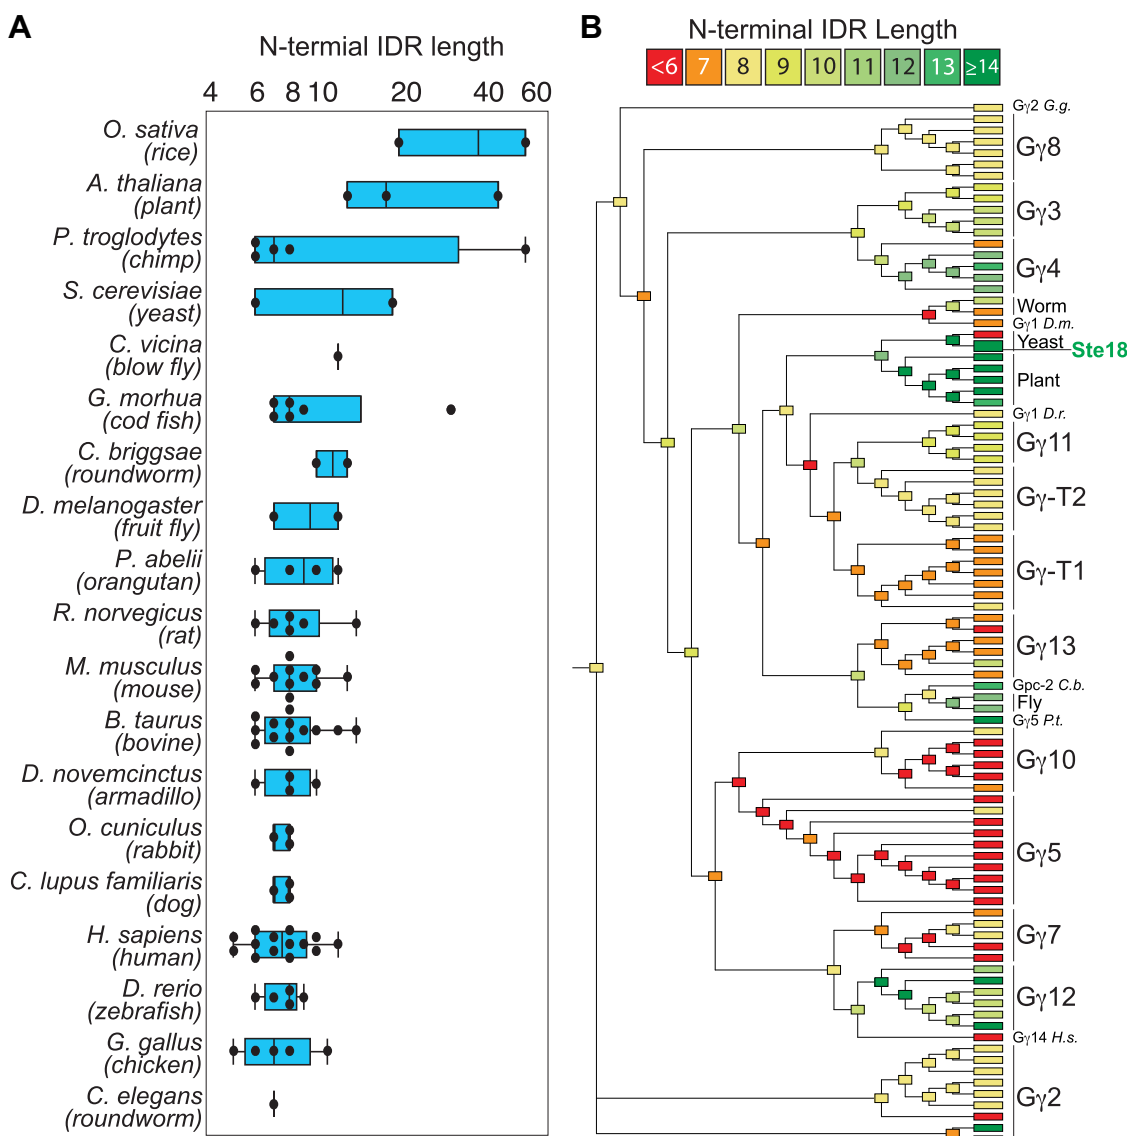 A
N-termial IDR length
4 6 8 10 20 40 60
O. sativa
(rice)
A. thaliana
(plant)
P. troglodytes
(chimp)
S. cerevisiae
(yeast)
C. vicina
(blow fly)
G. morhua
(cod fish)
C. briggsae
(roundworm)
D. melanogaster
(fruit fly)
P. abelii
(orangutan)
R. norvegicus
(rat)
M. musculus
(mouse)
B. taurus
(bovine)
D. novemcinctus
(armadillo)
O. cuniculus
(rabbit)
C. lupus familiaris
(dog)
H. sapiens
(human)
D. rerio
(zebrafish)
G. gallus
(chicken)
C. elegans
(roundworm)
B
N-terminal IDR Length
<6 7 8 9 10 11 12 13 ≥14
Gγ2 G.g.
Gγ8
Gγ3
Gγ4
Worm
Gγ1 D.m.
Yeast
Ste18
Plant
Gγ1 D.r.
Gγ11
Gγ-T2
Gγ-T1
Gγ13
Gpc-2 C.b.
Fly
Gγ5 P.t.
Gγ10
Gγ5
Gγ7
Gγ12
Gγ14 H.s.
Gγ2